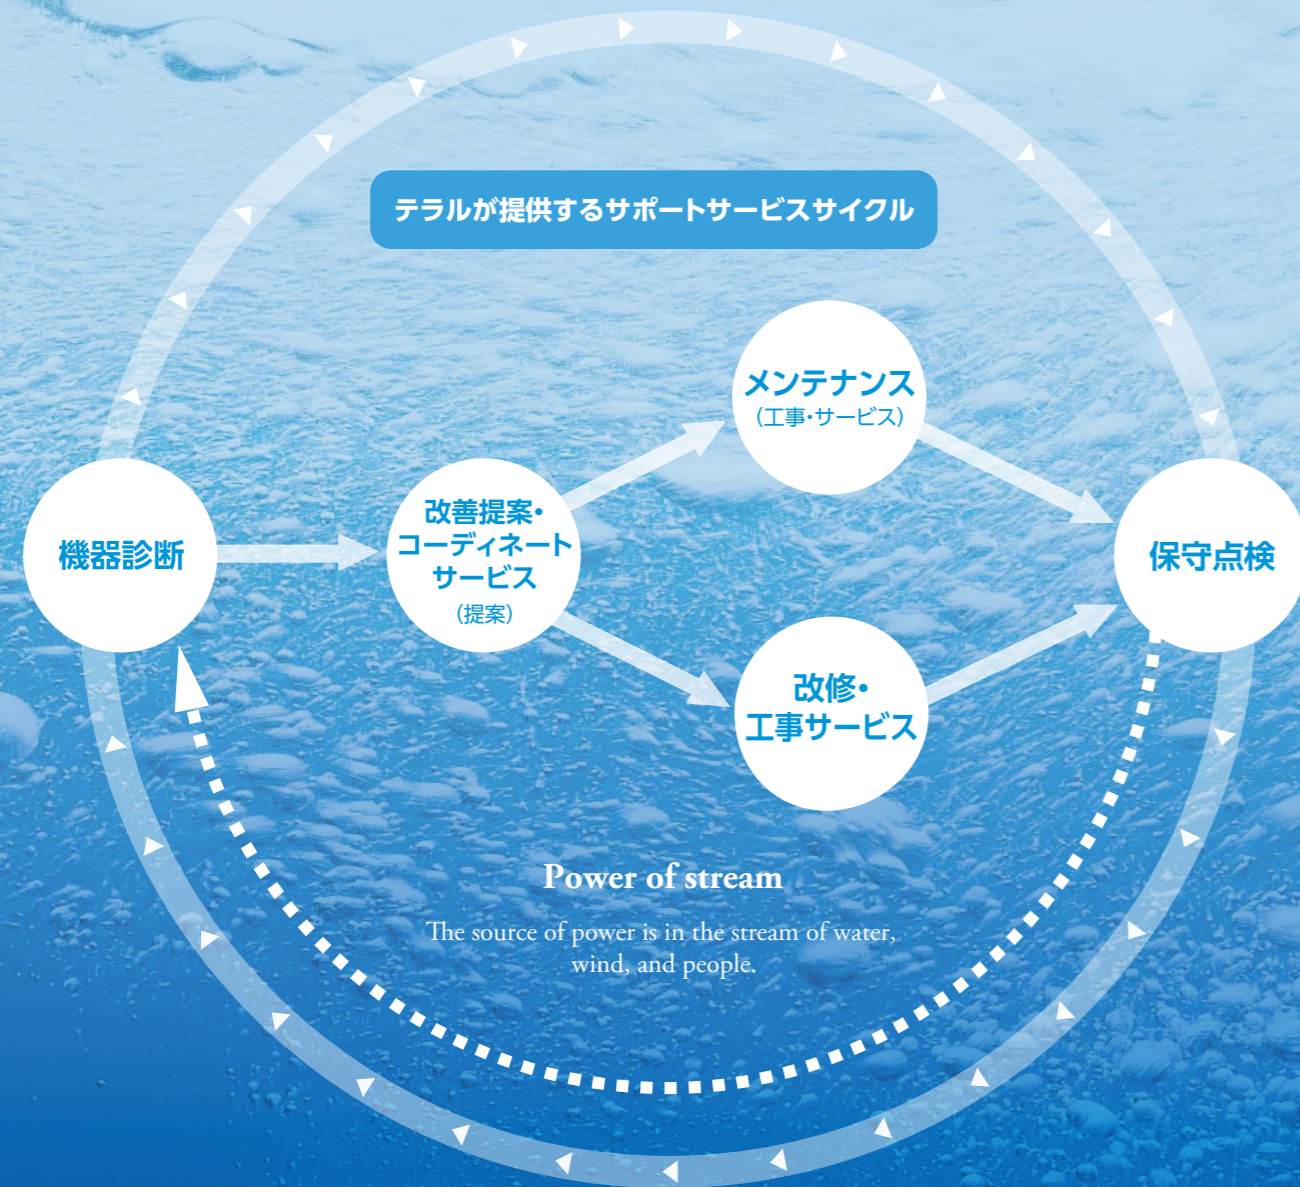 テラルが提供するサポートサービスサイクル
メンテナンス
（工事・サービス）
機器診断
改善提案・
コーディネート
サービス
（提案）
保守点検
改修・
工事サービス
Power of stream
The source of power is in the stream of water,
wind, and people.